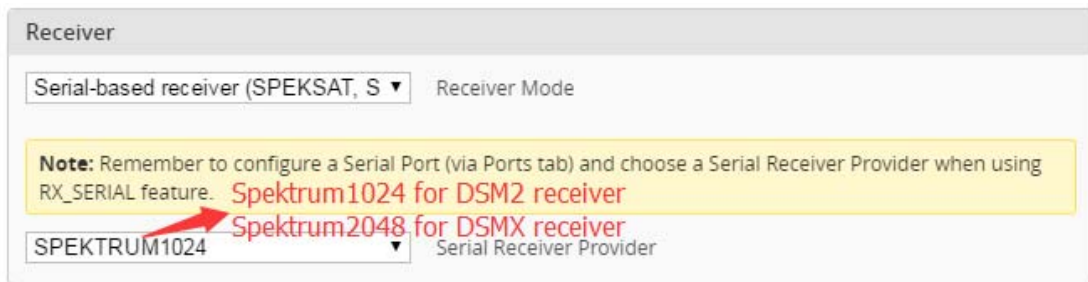 Receiver
Serial-based receiver (SPEKSAT, S Receiver Mode
Note: Remember to configure a Serial Port (via Ports tab) and choose a Serial Receiver Provider when using
RX_SERIAL feature. Spektrum1024 for DSM2 receiver
Spektrum2048 for DSMX receiver
SPEKTRUM1024 Serial Receiver Provider